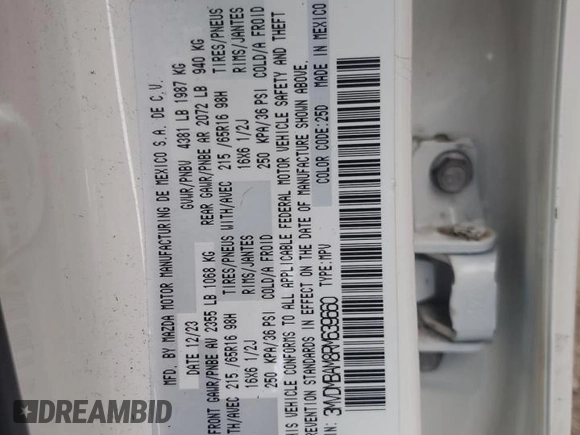 MFD. BY MAZDA MOTOR MANUFACTURING DE MEXICO S.A. DE C.V.
DATE 12/23 GVWR/PNBV 4381 LB 1987 KG
FRONT GAWR/PNBE AV 2355 LB 1068 KG REAR GAWR/PNBE AR 2072 LB 940 KG
TH/AVEC 215 /65R16 98H TIRES/PNEUS WITH/AVEC 215 /65R16 98H TIRES/PNEUS
16X6 1/2J RIMS/JANTES 16X6 1/2J RIMS/JANTES
250 KPA/36 PSI COLD/A FROID 250 KPA/36 PSI COLD/A FROID
IS VEHICLE CONFORMS TO ALL APPLICABLE FEDERAL MOTOR VEHICLE SAFETY AND THEFT
REVENTION STANDARDS IN EFFECT ON THE DATE OF MANUFACTURE SHOWN ABOVE.
IN: 3MVDMBAM8RM639660 TYPE:MPV COLOR CODE:25D MADE IN MEXICO
DREAMBID
AUCTION CARS